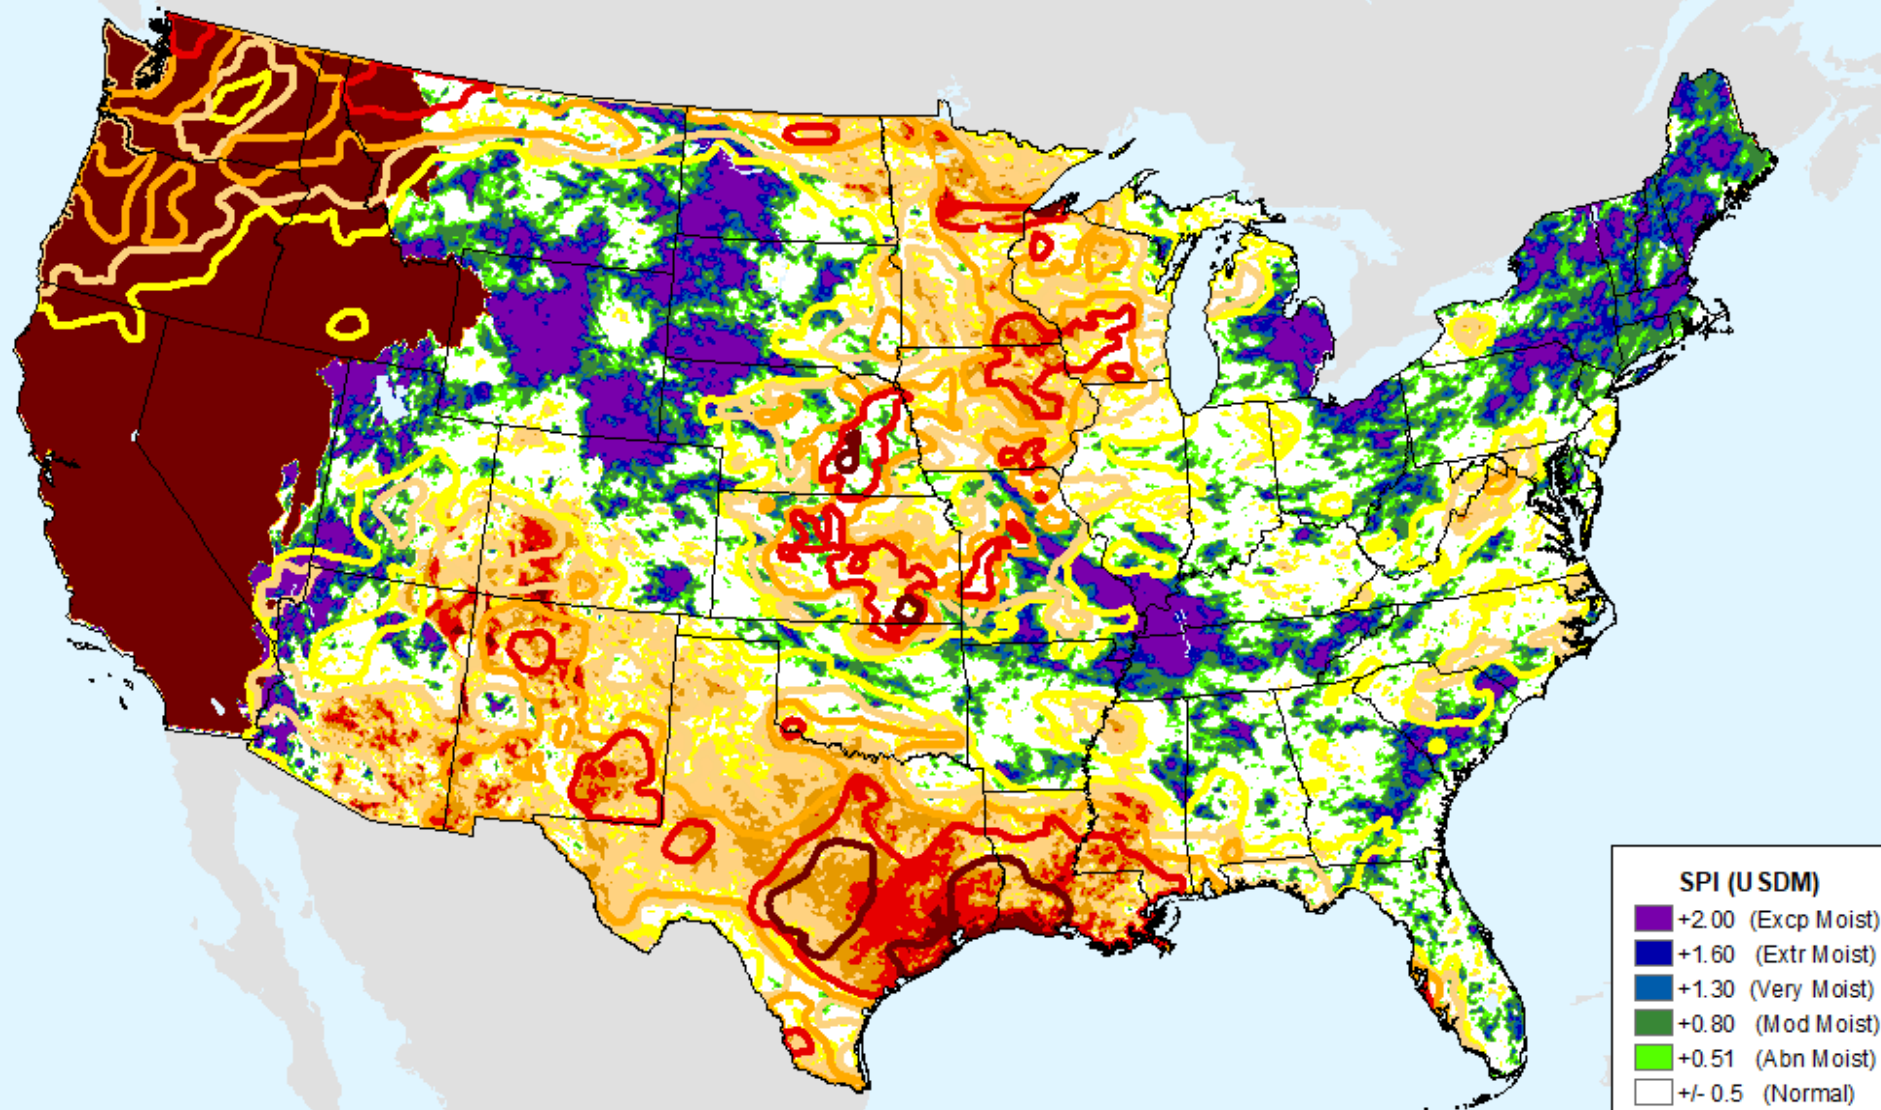 SPI (USDM)
+2.00 (Excp Moist)
+1.60 (Extr Moist)
+1.30 (Very Moist)
+0.80 (Mod Moist)
+0.51 (Abn Moist)
+/- 0.5 (Normal)